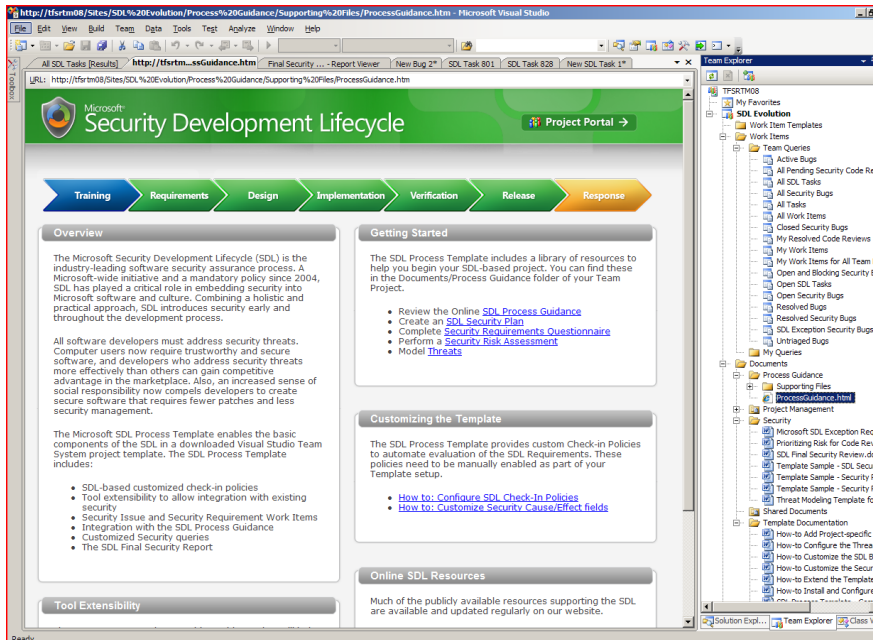 http://tfsrtm08/Sites/SDL%20Evolution/Process%20Guidance/Supporting%20Files/ProcessGuidance.htm - Microsoft Visual Studio
File Edit View Build Team Data Tools Test Analyze Window Help
All SDL Tasks [Results] http://tfsrtm...ssGuidance.htm Final Security ... - Report Viewer New Bug 2* SDL Task 801 SDL Task 828 New SDL Task 1*
Toolbox
URL: http://tfsrtm08/Sites/SDL%20Evolution/Process%20Guidance/Supporting%20Files/ProcessGuidance.htm
Microsoft
Security Development Lifecycle
Project Portal →
Training Requirements Design Implementation Verification Release Response
Overview
The Microsoft Security Development Lifecycle (SDL) is the
industry-leading software security assurance process. A
Microsoft-wide initiative and a mandatory policy since 2004,
SDL has played a critical role in embedding security into
Microsoft software and culture. Combining a holistic and
practical approach, SDL introduces security early and
throughout the development process.
All software developers must address security threats.
Computer users now require trustworthy and secure
software, and developers who address security threats
more effectively than others can gain competitive
advantage in the marketplace. Also, an increased sense of
social responsibility now compels developers to create
secure software that requires fewer patches and less
security management.
The Microsoft SDL Process Template enables the basic
components of the SDL in a downloaded Visual Studio Team
System project template. The SDL Process Template
includes:
• SDL-based customized check-in policies
• Tool extensibility to allow integration with existing
security
• Security Issue and Security Requirement Work Items
• Integration with the SDL Process Guidance
• Customized Security queries
• The SDL Final Security Report
Tool Extensibility
Getting Started
The SDL Process Template includes a library of resources to
help you begin your SDL-based project. You can find these
in the Documents/Process Guidance folder of your Team
Project.
• Review the Online SDL Process Guidance
• Create an SDL Security Plan
• Complete Security Requirements Questionnaire
• Perform a Security Risk Assessment
• Model Threats
Customizing the Template
The SDL Process Template provides custom Check-in Policies
to automate evaluation of the SDL Requirements. These
policies need to be manually enabled as part of your
Template setup.
• How to: Configure SDL Check-In Policies
• How to: Customize Security Cause/Effect fields
Online SDL Resources
Much of the publicly available resources supporting the SDL
are available and updated regularly on our website.
Team Explorer
TFSRTM08
My Favorites
SDL Evolution
Work Item Templates
Work Items
Team Queries
Active Bugs
All Pending Security Code Re
All SDL Tasks
All Security Bugs
All Tasks
All Work Items
Closed Security Bugs
My Resolved Code Reviews
My Work Items
My Work Items for All Team
Open and Blocking Security B
Open SDL Tasks
Open Security Bugs
Resolved Bugs
Resolved Security Bugs
SDL Exception Security Bugs
Untriaged Bugs
My Queries
Documents
Process Guidance
Supporting Files
ProcessGuidance.html
Project Management
Security
Microsoft SDL Exception Rec
Prioritizing Risk for Code Rev
SDL Final Security Review.do
Template Sample - SDL Secu
Template Sample - Security P
Template Sample - Security R
Threat Modeling Template fo
Shared Documents
Template Documentation
How-to Add Project-specific
How-to Configure the Threa
How-to Customize the SDL B
How-to Customize the Secur
How-to Extend the Template
How-to Install and Configure
Solution Expl... Team Explorer Class V
Ready